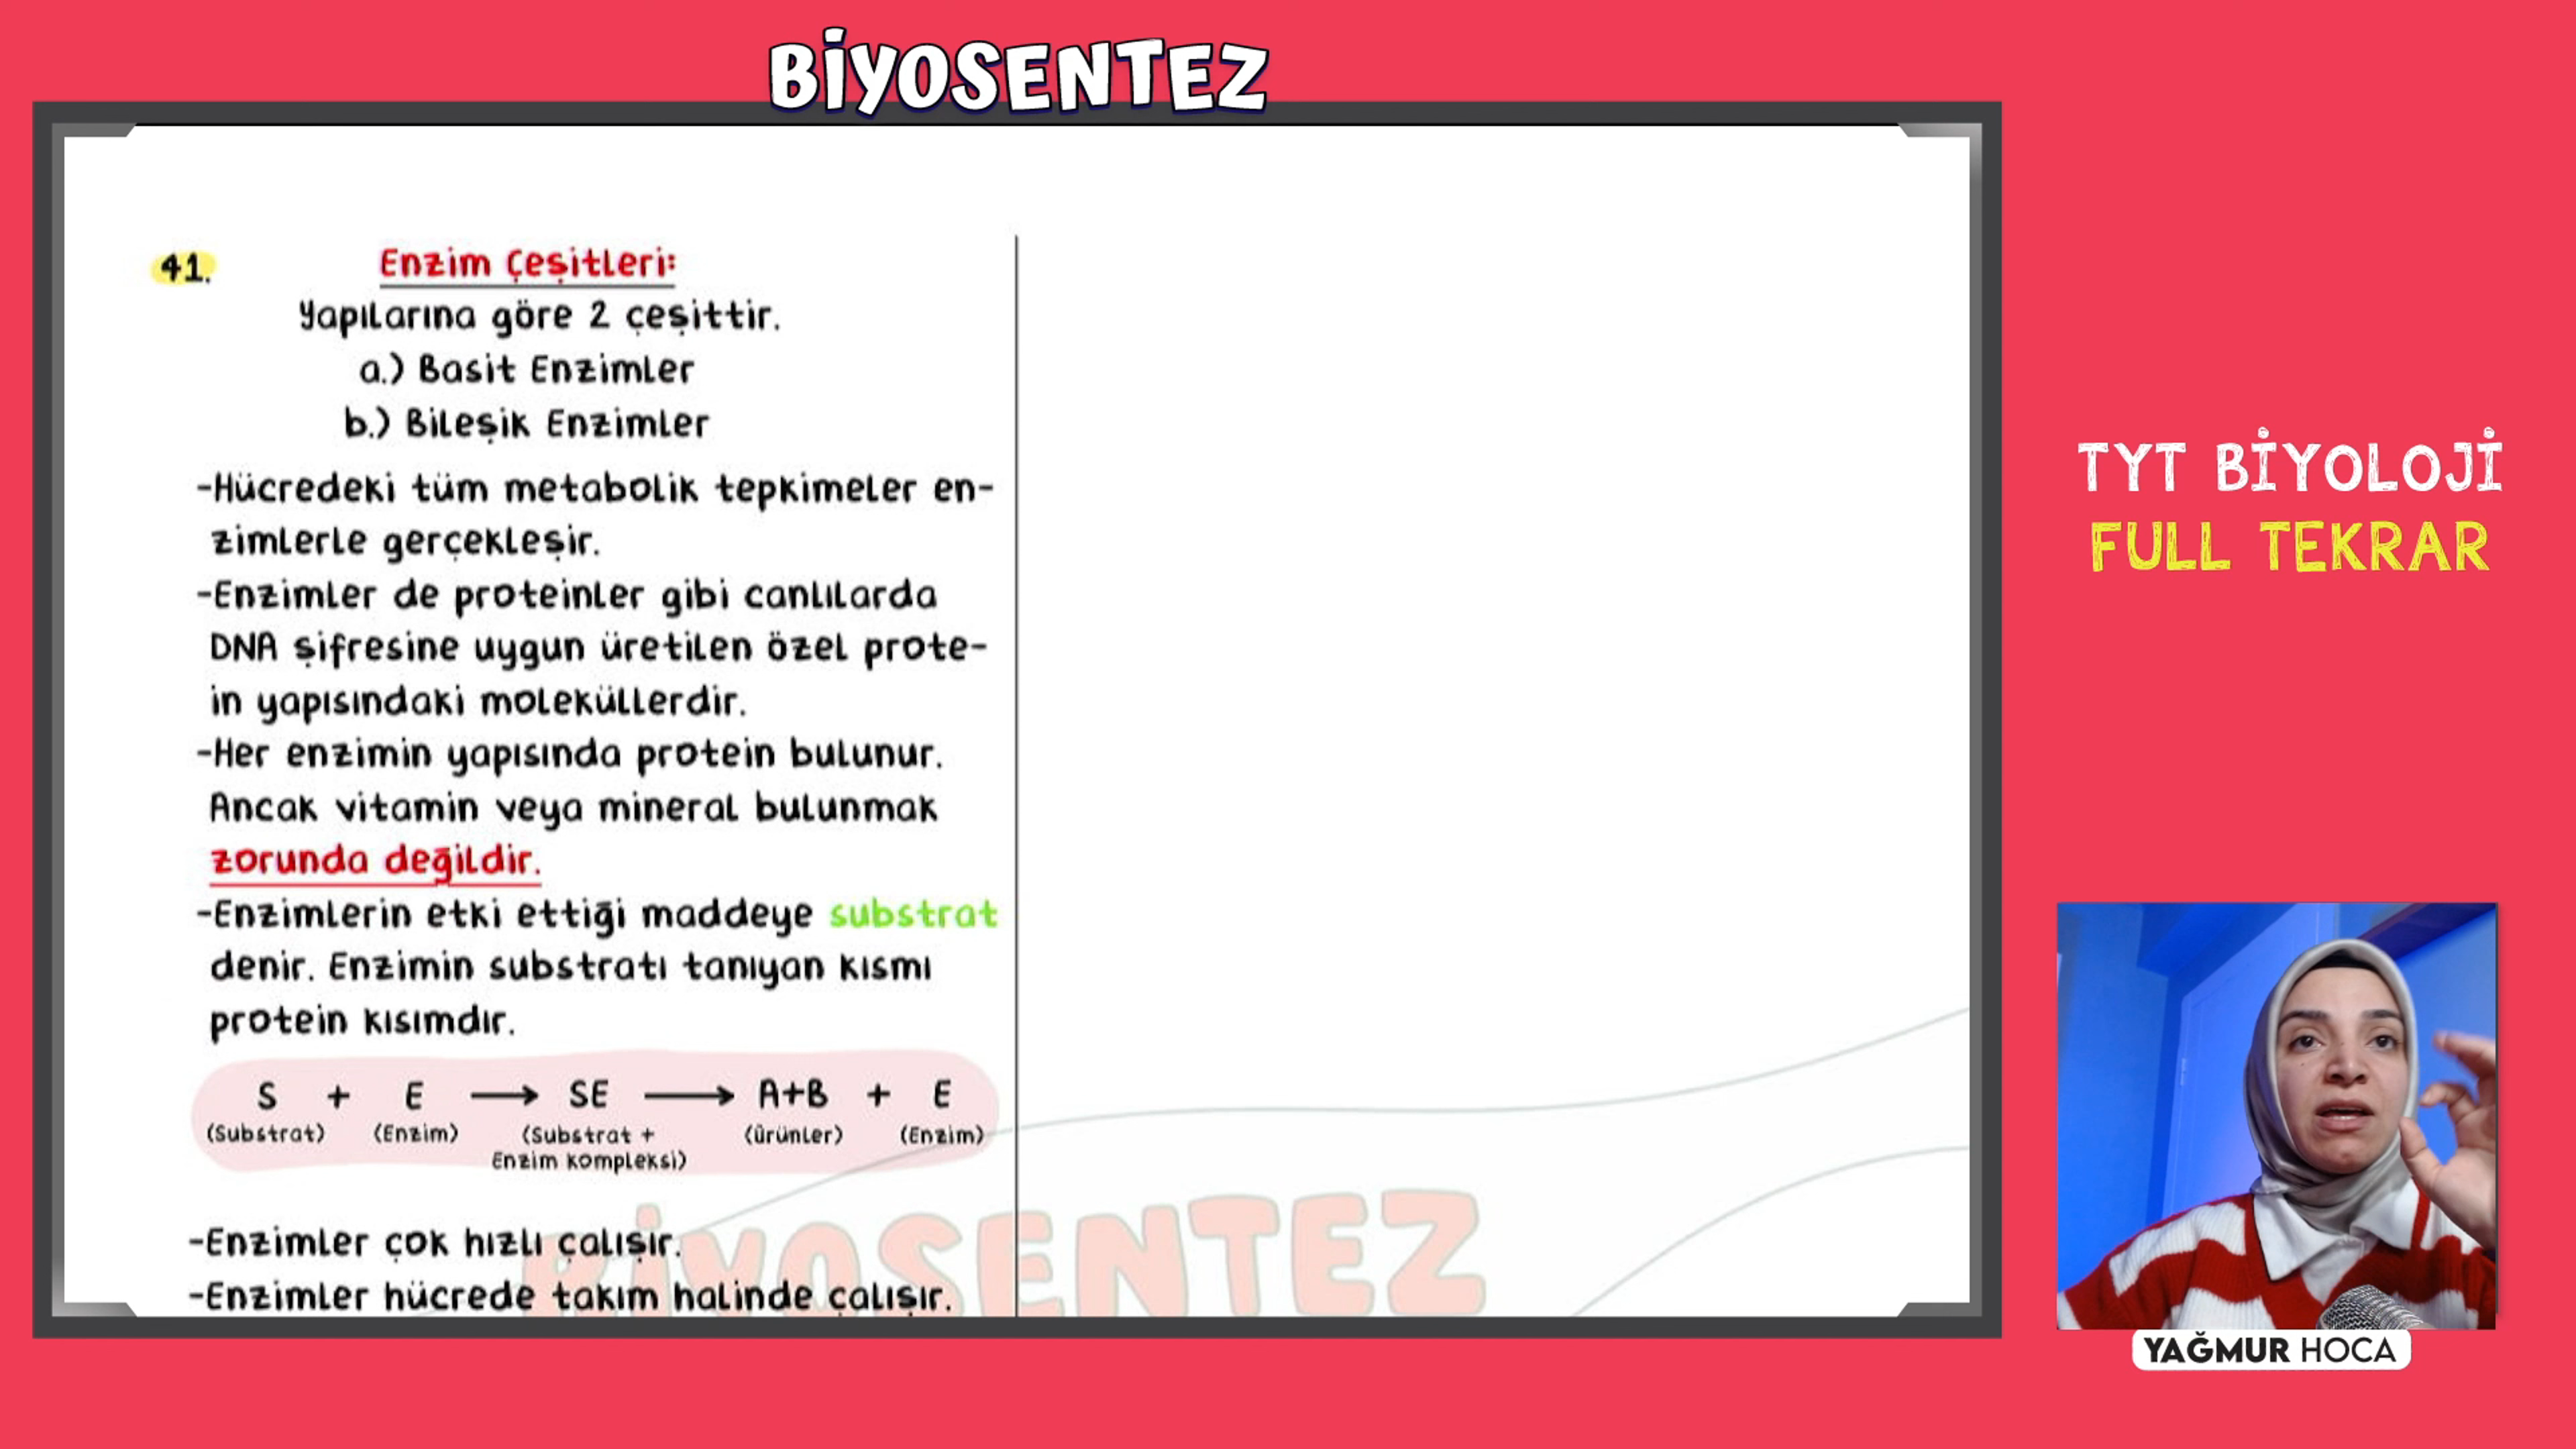 BİYOSENTEZ
41.
Enzim Çeşitleri:
Yapılarına göre 2 çeşittir.
a.) Basit Enzimler
b.) Bileşik Enzimler
-Hücredeki tüm metabolik tepkimeler en-
zimlerle gerçekleşir.
-Enzimler de proteinler gibi canlılarda
DNA şifresine uygun üretilen özel prote-
in yapısındaki moleküllerdir.
-Her enzimin yapısında protein bulunur.
Ancak vitamin veya mineral bulunmak
zorunda değildir.
-Enzimlerin etki ettiği maddeye substrat
denir. Enzimin substratı tanıyan kısmı
protein kısımdır.
S + E → SE → A+B + E
(Substrat) (Enzim) (Substrat + (Ürünler) (Enzim)
Enzim kompleksi)
-Enzimler çok hızlı çalışır.
-Enzimler hücrede takım halinde çalışır.
BİYOSENTEZ
TYT BİYOLOJİ
FULL TEKRAR
YAĞMUR HOCA